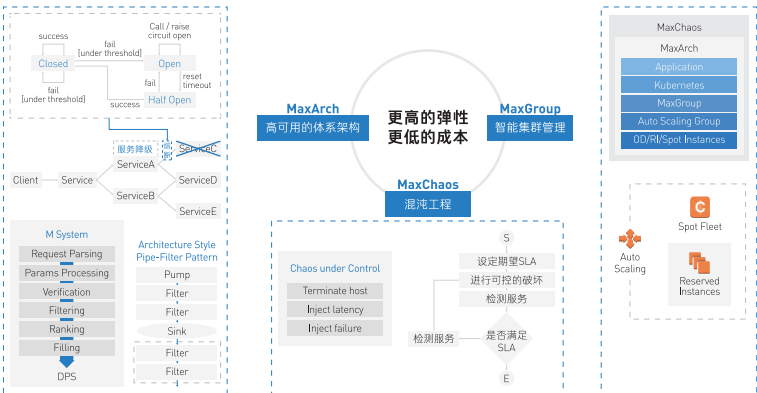 success
Call / raise
circuit open
fail
[under threshold]
Closed
Open
fail
[under threshold]
fail
reset
timeout
success
Half Open
服务降级
熔断
ServiceA
ServiceC
Client
Service
ServiceD
ServiceB
ServiceE
M System
Request Parsing
Params Processing
Verification
Filtering
Ranking
Filling
DPS
Architecture Style
Pipe-Filter Pattern
Pump
Filter
Filter
Sink
Filter
Filter
MaxArch
高可用的体系架构
更高的弹性
更低的成本
MaxGroup
智能集群管理
MaxChaos
混沌工程
Chaos under Control
Terminate host
Inject latency
Inject failure
S
设定期望SLA
进行可控的破坏
检测服务
检测服务
是否满足
SLA
E
MaxChaos
MaxArch
Application
Kubernetes
MaxGroup
Auto Scaling Group
OD/RI/Spot Instances
C
Spot Fleet
Auto
Scaling
Reserved
Instances